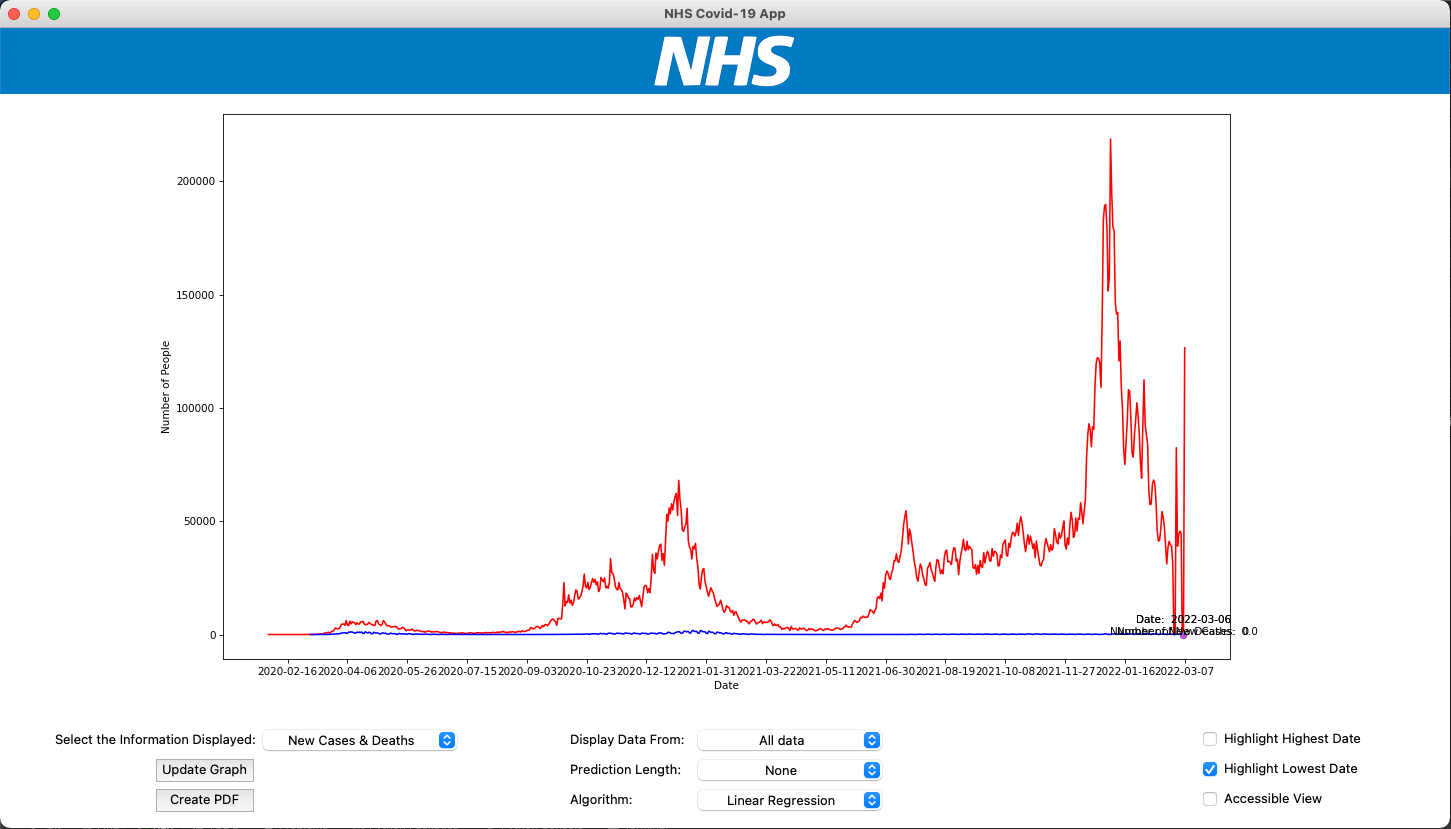 NHS Covid-19 App
NHS
200000
150000
100000
50000
0
Number of People
Date: 2022-03-06
2020-02-16 2020-04-06 2020-05-26 2020-07-15 2020-09-03 2020-10-23 2020-12-12 2021-01-31 2021-03-22 2021-05-11 2021-06-30 2021-08-19 2021-10-08 2021-11-27 2022-01-16 2022-03-07
Date
Select the Information Displayed: New Cases & Deaths
Update Graph
Create PDF
Display Data From: All data
Prediction Length: None
Algorithm: Linear Regression
Highlight Highest Date
Highlight Lowest Date
Accessible View